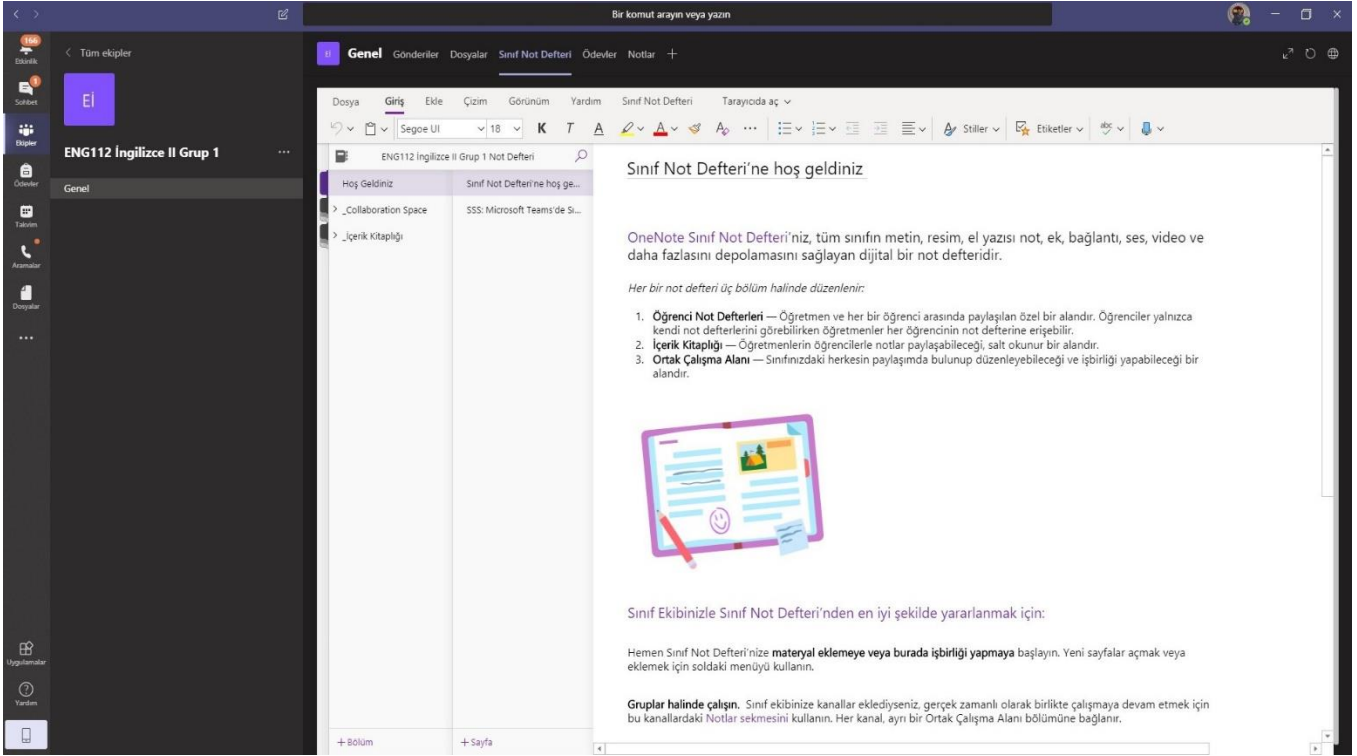 Bir komut arayın veya yazın
166
Etkinlik
1
Sohbet
Ekipler
Ödevler
Takvim
Aramalar
Dosyalar
Uygulamalar
Yardım
Tüm ekipler
Eİ
ENG112 İngilizce II Grup 1
Genel
Eİ Genel Gönderiler Dosyalar Sınıf Not Defteri Ödevler Notlar
Dosya Giriş Ekle Çizim Görünüm Yardım Sınıf Not Defteri Tarayıcıda aç
Segoe UI 18 K T A A Stiller Etiketler abc
ENG112 İngilizce II Grup 1 Not Defteri
Hoş Geldiniz
_Collaboration Space
_İçerik Kitaplığı
+ Bölüm
Sınıf Not Defteri'ne hoş ge...
SSS: Microsoft Teams'de Sı...
+ Sayfa
Sınıf Not Defteri'ne hoş geldiniz
OneNote Sınıf Not Defteri'niz, tüm sınıfın metin, resim, el yazısı not, ek, bağlantı, ses, video ve
daha fazlasını depolamasını sağlayan dijital bir not defteridir.
Her bir not defteri üç bölüm halinde düzenlenir:
1. Öğrenci Not Defterleri — Öğretmen ve her bir öğrenci arasında paylaşılan özel bir alandır. Öğrenciler yalnızca
kendi not defterlerini görebilirken öğretmenler her öğrencinin not defterine erişebilir.
2. İçerik Kitaplığı — Öğretmenlerin öğrencilerle notlar paylaşabileceği, salt okunur bir alandır.
3. Ortak Çalışma Alanı — Sınıfınızdaki herkesin paylaşımda bulunup düzenleyebileceği ve işbirliği yapabileceği bir
alandır.
Sınıf Ekibinizle Sınıf Not Defteri'nden en iyi şekilde yararlanmak için:
Hemen Sınıf Not Defteri'nize materyal eklemeye veya burada işbirliği yapmaya başlayın. Yeni sayfalar açmak veya
eklemek için soldaki menüyü kullanın.
Gruplar halinde çalışın. Sınıf ekibinize kanallar eklediyseniz, gerçek zamanlı olarak birlikte çalışmaya devam etmek için
bu kanallardaki Notlar sekmesini kullanın. Her kanal, ayrı bir Ortak Çalışma Alanı bölümüne bağlanır.